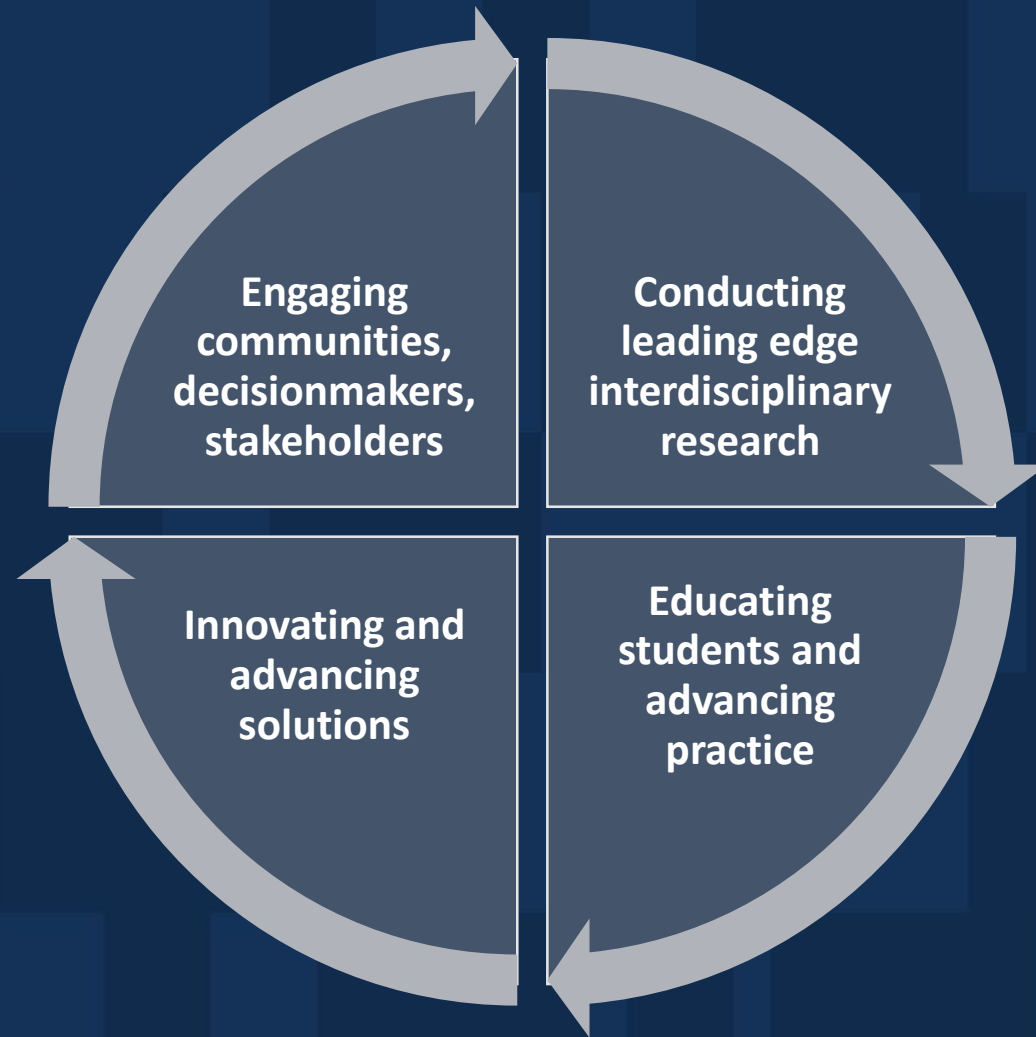 Engaging
communities,
decisionmakers,
stakeholders
Conducting
leading edge
interdisciplinary
research
Innovating and
advancing
solutions
Educating
students and
advancing
practice